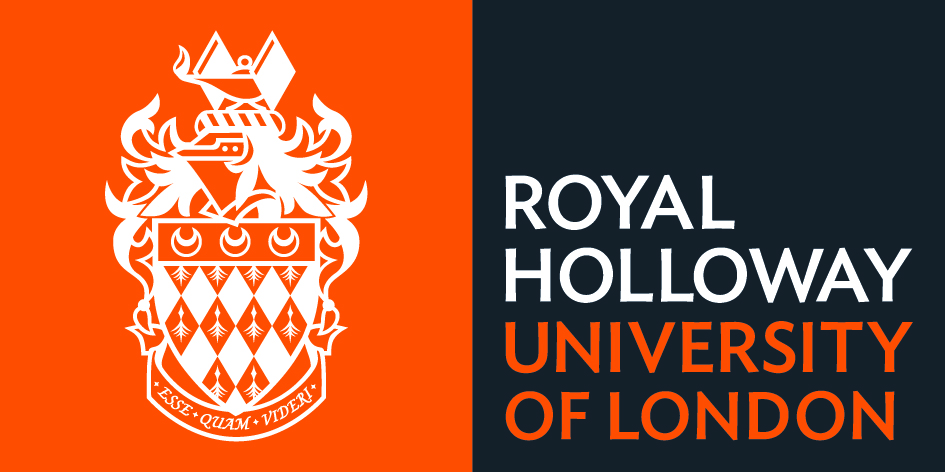 ESSE • QUAM • VIDERI
ROYAL
HOLLOWAY
UNIVERSITY
OF LONDON